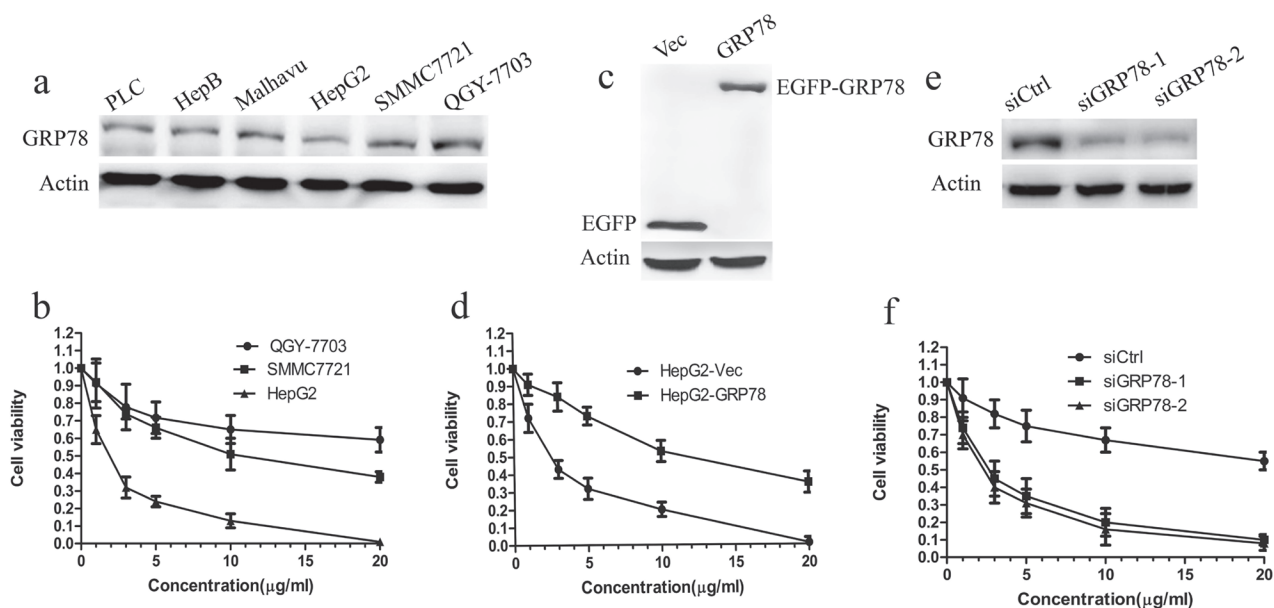 a
PLC HepB Malhavu HepG2 SMMC7721 QGY-7703
GRP78
Actin
c
Vec GRP78
EGFP-GRP78
EGFP
Actin
e
siCtrl siGRP78-1 siGRP78-2
GRP78
Actin
b
QGY-7703
SMMC7721
HepG2
Cell viability
1.2
1.1
1.0
0.9
0.8
0.7
0.6
0.5
0.4
0.3
0.2
0.1
0.0
0 5 10 15 20
Concentration(μg/ml)
d
HepG2-Vec
HepG2-GRP78
Cell viability
1.2
1.1
1.0
0.9
0.8
0.7
0.6
0.5
0.4
0.3
0.2
0.1
0.0
0 5 10 15 20
Concentration(μg/ml)
f
siCtrl
siGRP78-1
siGRP78-2
Cell viability
1.2
1.1
1.0
0.9
0.8
0.7
0.6
0.5
0.4
0.3
0.2
0.1
0.0
0 5 10 15 20
Concentration(μg/ml)